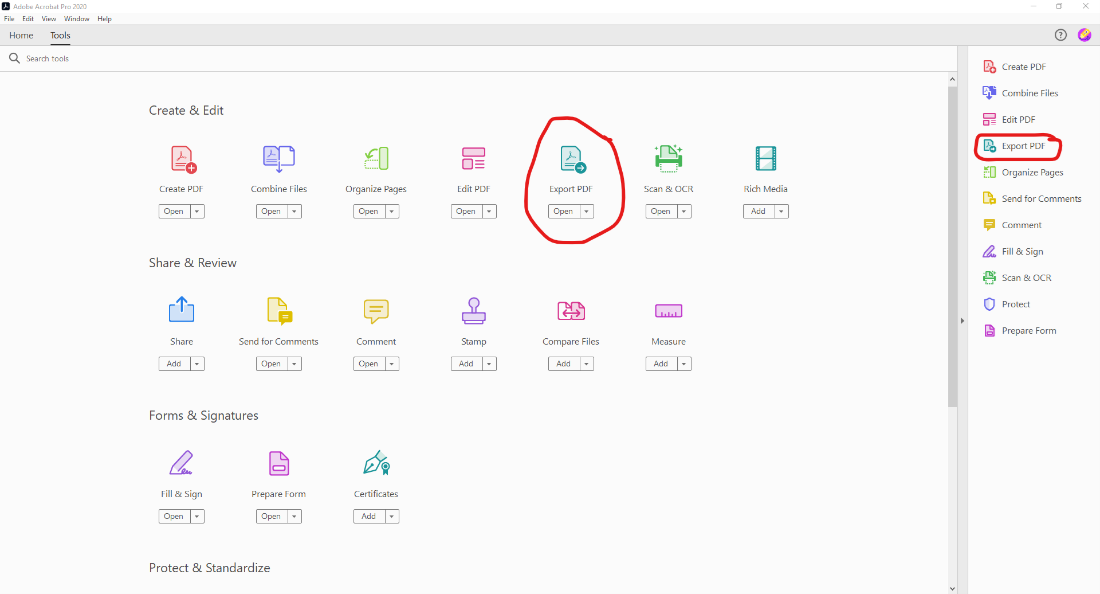 Adobe Acrobat Pro 2020
File Edit View Window Help
Home Tools
Search tools
Create & Edit
Create PDF Combine Files Organize Pages Edit PDF Export PDF Scan & OCR Rich Media
Open Open Open Open Open Open Add
Share & Review
Share Send for Comments Comment Stamp Compare Files Measure
Add Open Open Add Add Add
Forms & Signatures
Fill & Sign Prepare Form Certificates
Open Open Add
Protect & Standardize
Create PDF
Combine Files
Edit PDF
Export PDF
Organize Pages
Send for Comments
Comment
Fill & Sign
Scan & OCR
Protect
Prepare Form